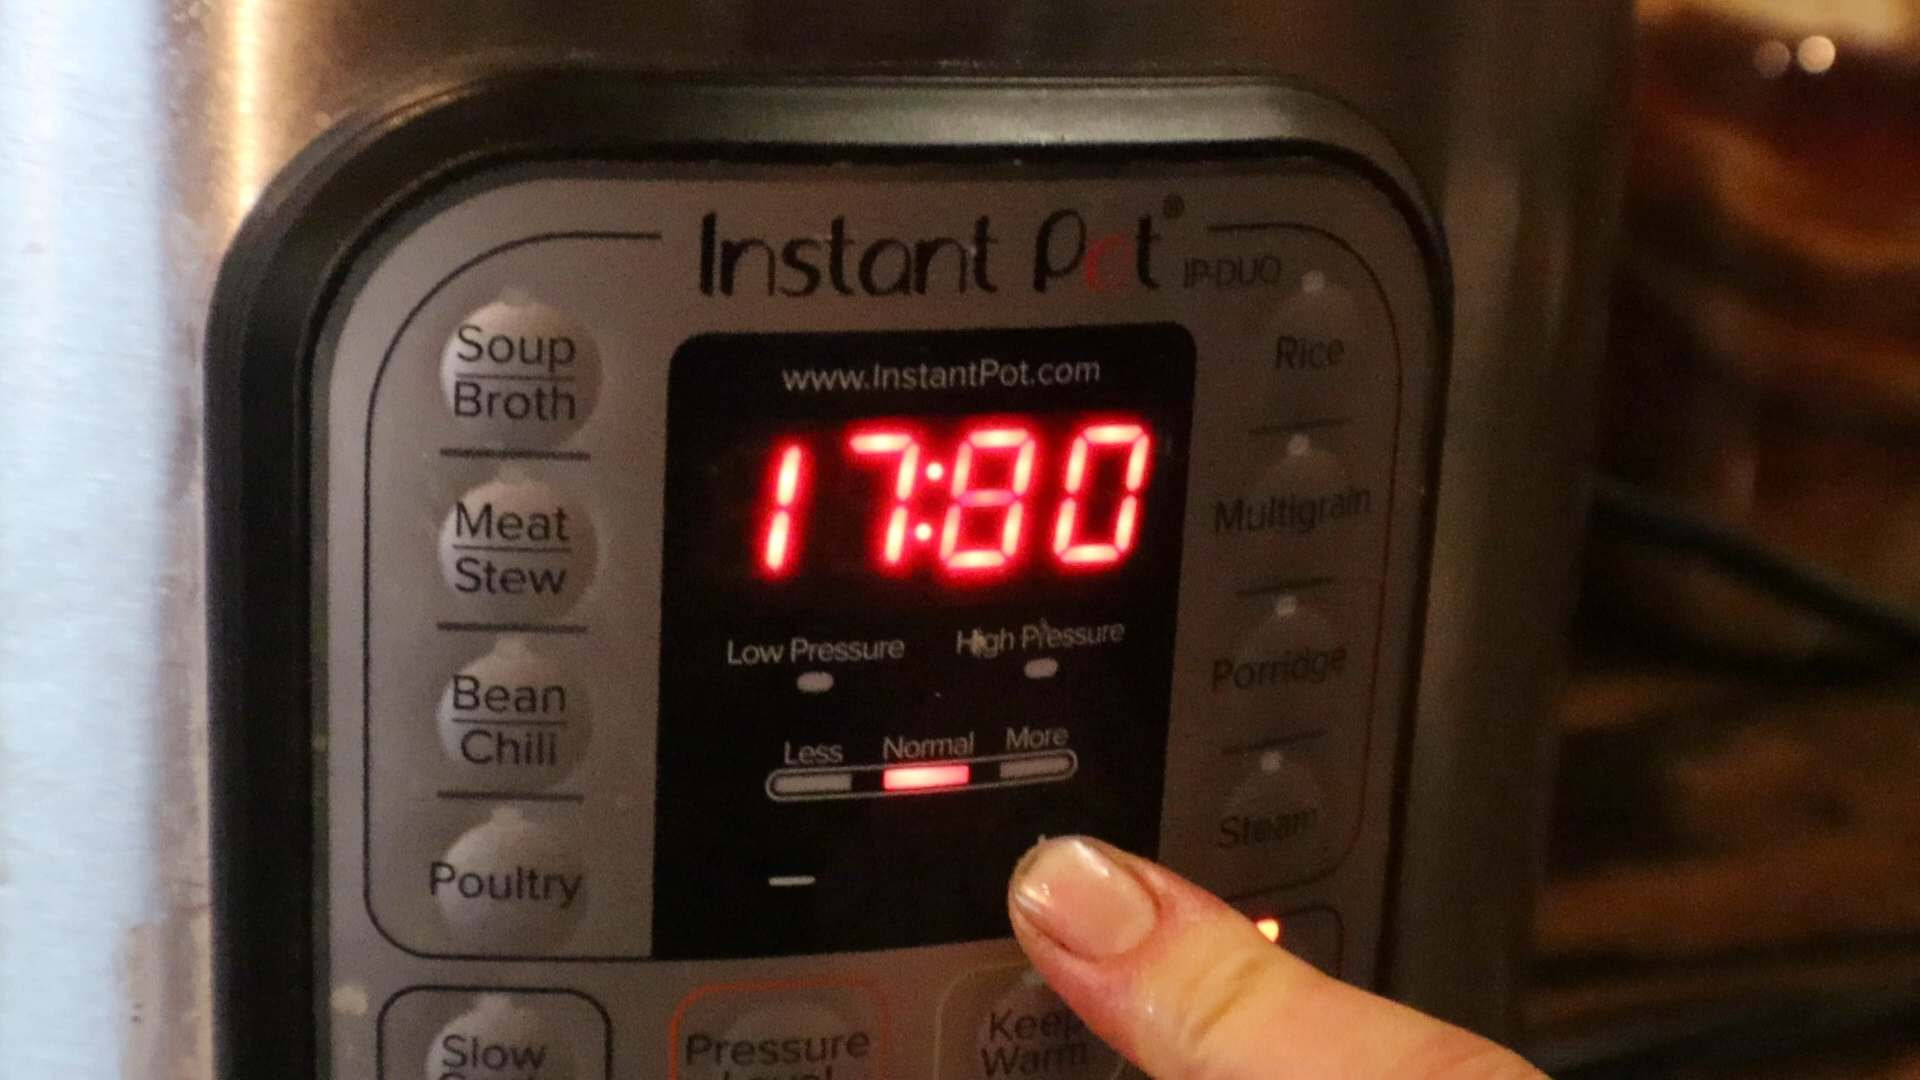 Instant Pot® IP-DUO
Soup
Broth
Meat
Stew
Bean
Chili
Poultry
www.InstantPot.com
17:80
Low Pressure High Pressure
Less Normal More
Rice
Multigrain
Porridge
Steam
Slow
Pressure
Level
Keep
Warm